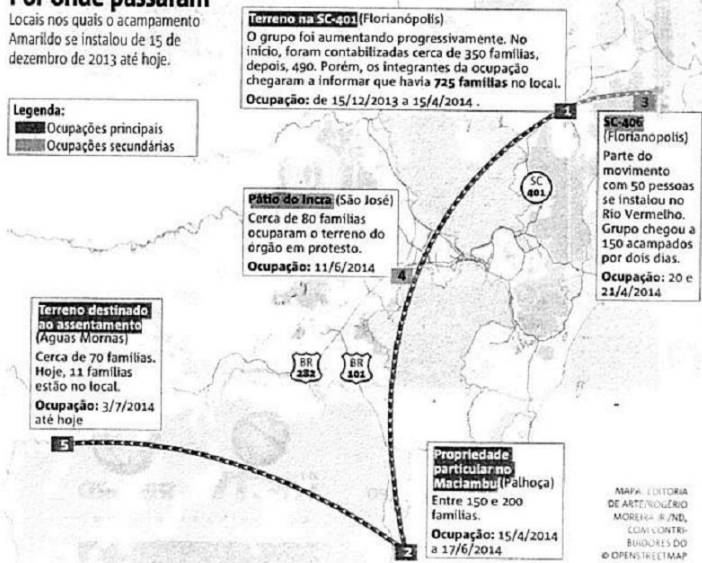 Por onde passaram
Locais nos quais o acampamento
Amarildo se instalou de 15 de
dezembro de 2013 até hoje.
Legenda:
Ocupações principais
Ocupações secundárias
Terreno na SC-401 (Florianópolis)
O grupo foi aumentando progressivamente. No
início, foram contabilizadas cerca de 350 famílias,
depois, 490. Porém, os integrantes da ocupação
chegaram a informar que havia 725 famílias no local.
Ocupação: de 15/12/2013 a 15/4/2014 .
1
3
SC-406
(Florianópolis)
Parte do
movimento
com 50 pessoas
se instalou no
Rio Vermelho.
Grupo chegou a
150 acampados
por dois dias.
Ocupação: 20 e
21/4/2014
SC
401
Pátio do Incra (São José)
Cerca de 80 famílias
ocuparam o terreno do
órgão em protesto.
Ocupação: 11/6/2014
4
Terreno destinado
ao assentamento
(Águas Mornas)
Cerca de 70 famílias.
Hoje, 11 famílias
estão no local.
Ocupação: 3/7/2014
até hoje
5
BR
282
BR
101
Propriedade
particular no
Maciambu (Palhoça)
Entre 150 e 200
famílias.
Ocupação: 15/4/2014
a 17/6/2014
2
MAPA: EDITORIA
DE ARTE/ROGÉRIO
MOREIRA JR./ND,
COM CONTRI-
BUIDORES DO
© OPENSTREETMAP